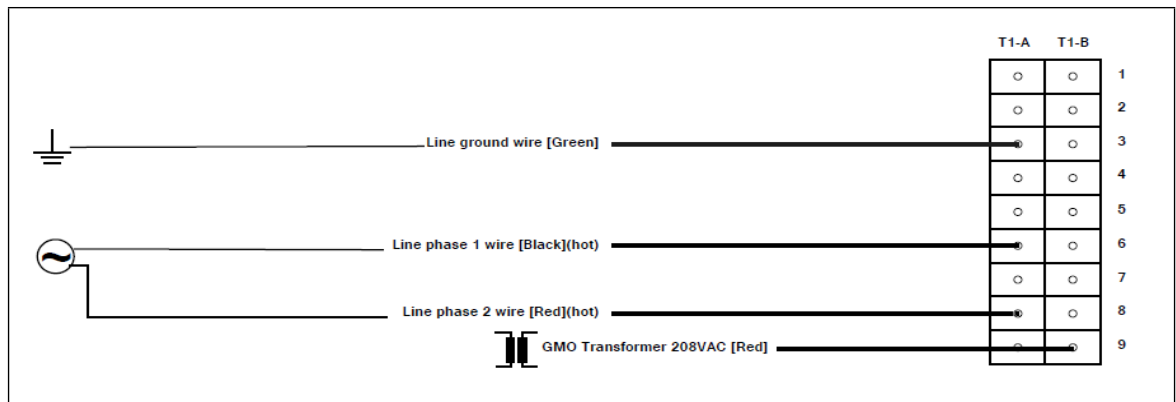 T1-A T1-B
1
2
Line ground wire [Green] 3
4
5
Line phase 1 wire [Black](hot) 6
7
Line phase 2 wire [Red](hot) 8
GMO Transformer 208VAC [Red] 9